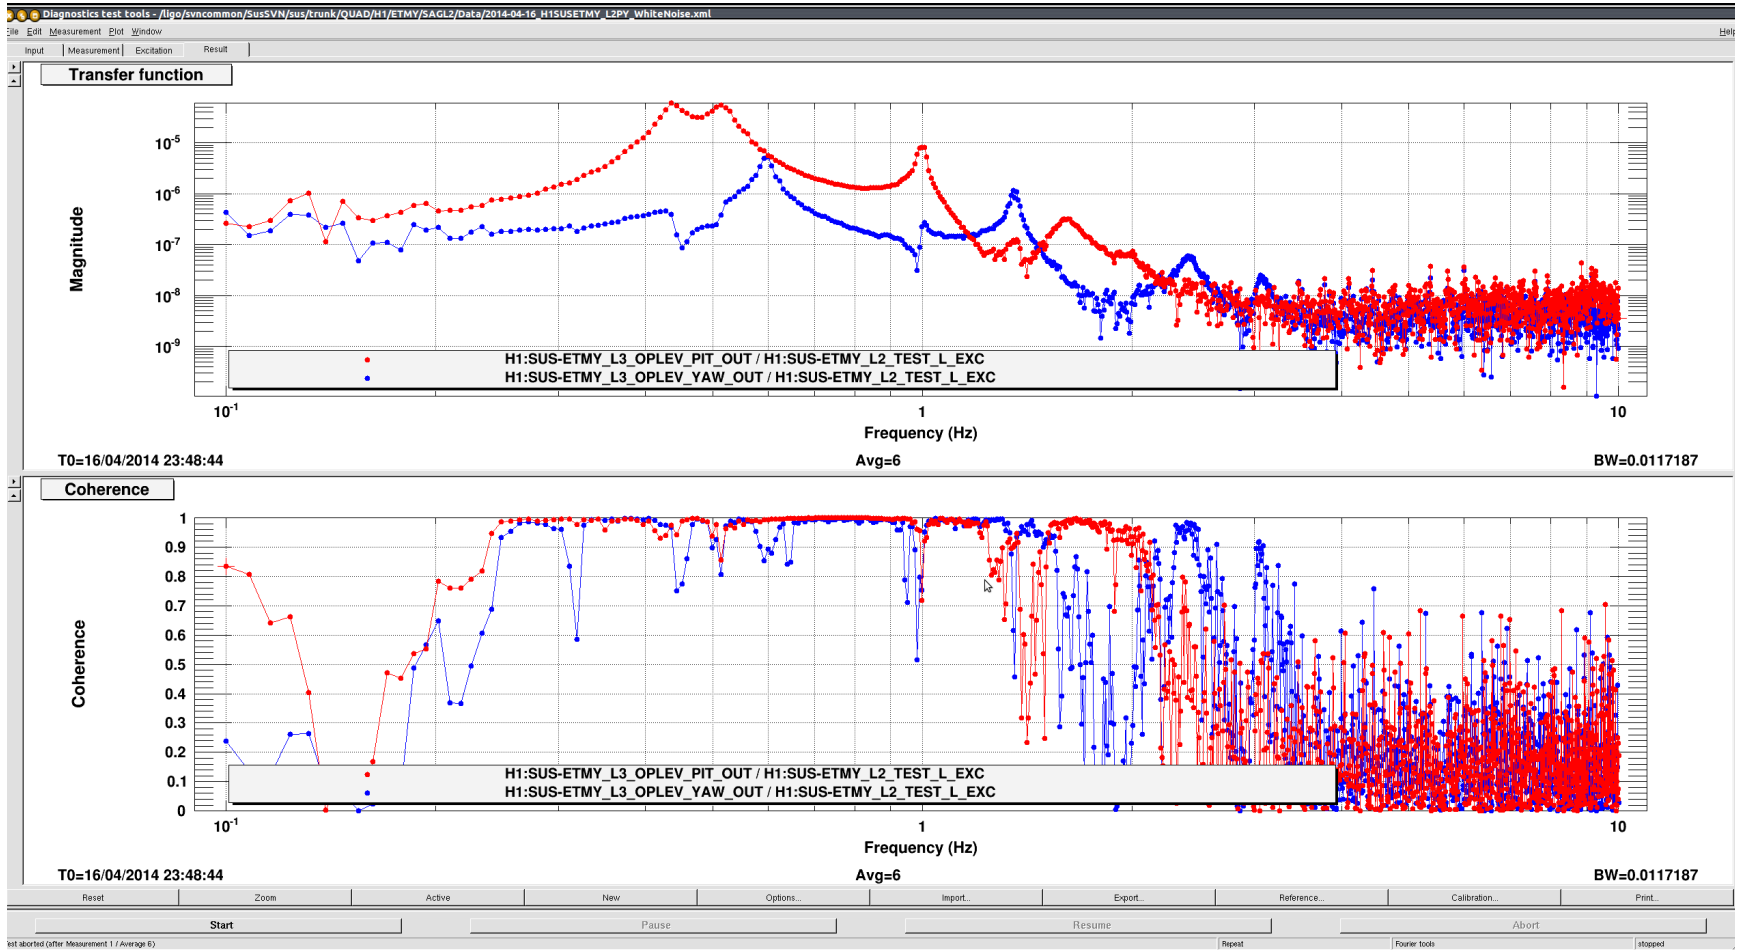 Diagnostics test tools - /ligo/svncommon/SusSVN/sus/trunk/QUAD/H1/ETMY/SAGL2/Data/2014-04-16_H1SUSETMY_L2PY_WhiteNoise.xml
Edit Measurement Plot Window
Input Measurement Excitation Result
Transfer function
Magnitude
10-5
10-6
10-7
10-8
10-9
H1:SUS-ETMY_L3_OPLEV_PIT_OUT / H1:SUS-ETMY_L2_TEST_L_EXC
H1:SUS-ETMY_L3_OPLEV_YAW_OUT / H1:SUS-ETMY_L2_TEST_L_EXC
10-1 1 10
Frequency (Hz)
T0=16/04/2014 23:48:44 Avg=6 BW=0.0117187
Coherence
Coherence
1
0.9
0.8
0.7
0.6
0.5
0.4
0.3
0.2
0.1
0
H1:SUS-ETMY_L3_OPLEV_PIT_OUT / H1:SUS-ETMY_L2_TEST_L_EXC
H1:SUS-ETMY_L3_OPLEV_YAW_OUT / H1:SUS-ETMY_L2_TEST_L_EXC
10-1 1 10
Frequency (Hz)
T0=16/04/2014 23:48:44 Avg=6 BW=0.0117187
Reset Zoom Active New Options... Import... Export... Reference... Calibration... Print...
Start Pause Resume Abort
aborted (after Measurement 1 / Average 6) Repeat Fourier tools stopped